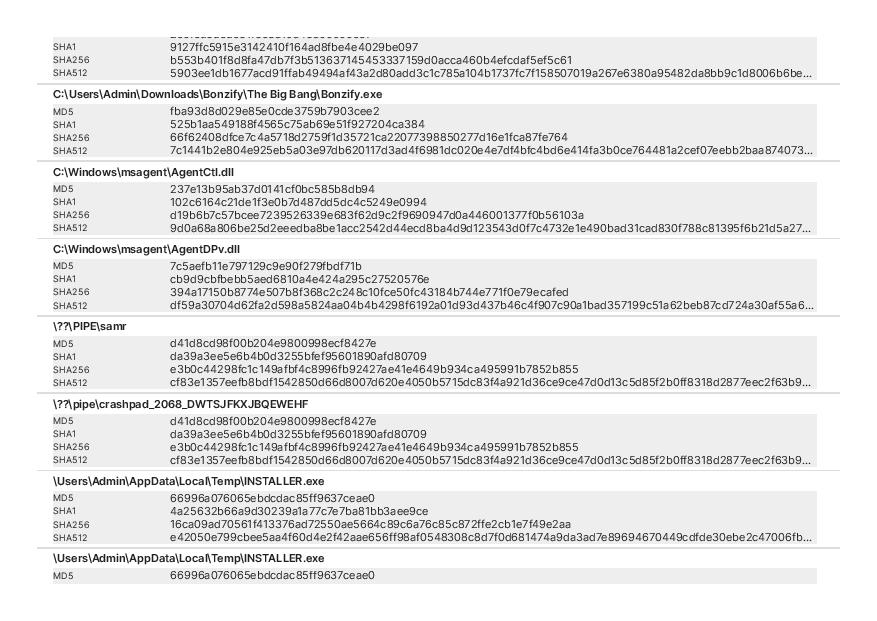 SHA1 9127ffc5915e3142410f164ad8fbe4e4029be097
SHA256 b553b401f8d8fa47db7f3b513637145453337159d0acca460b4efcdaf5ef5c61
SHA512 5903ee1db1677acd91ffab49494af43a2d80add3c1c785a104b1737fc7f158507019a267e6380a95482da8bb9c1d8006b6be...
C:\Users\Admin\Downloads\Bonzify\The Big Bang\Bonzify.exe
MD5 fba93d8d029e85e0cde3759b7903cee2
SHA1 525b1aa549188f4565c75ab69e51f927204ca384
SHA256 66f62408dfce7c4a5718d2759f1d35721ca22077398850277d16e1fca87fe764
SHA512 7c1441b2e804e925eb5a03e97db620117d3ad4f6981dc020e4e7df4bfc4bd6e414fa3b0ce764481a2cef07eebb2baa874073...
C:\Windows\msagent\AgentCtl.dll
MD5 237e13b95ab37d0141cf0bc585b8db94
SHA1 102c6164c21de1f3e0b7d487dd5dc4c5249e0994
SHA256 d19b6b7c57bcee7239526339e683f62d9c2f9690947d0a446001377f0b56103a
SHA512 9d0a68a806be25d2eeedba8be1acc2542d44ecd8ba4d9d123543d0f7c4732e1e490bad31cad830f788c81395f6b21d5a27...
C:\Windows\msagent\AgentDPv.dll
MD5 7c5aefb11e797129c9e90f279fbdf71b
SHA1 cb9d9cbfbebb5aed6810a4e424a295c27520576e
SHA256 394a17150b8774e507b8f368c2c248c10fce50fc43184b744e771f0e79ecafed
SHA512 df59a30704d62fa2d598a5824aa04b4b4298f6192a01d93d437b46c4f907c90a1bad357199c51a62beb87cd724a30af55a6...
\??\PIPE\samr
MD5 d41d8cd98f00b204e9800998ecf8427e
SHA1 da39a3ee5e6b4b0d3255bfef95601890afd80709
SHA256 e3b0c44298fc1c149afbf4c8996fb92427ae41e4649b934ca495991b7852b855
SHA512 cf83e1357eefb8bdf1542850d66d8007d620e4050b5715dc83f4a921d36ce9ce47d0d13c5d85f2b0ff8318d2877eec2f63b9...
\??\pipe\crashpad_2068_DWTSJFKXJBQEWEHF
MD5 d41d8cd98f00b204e9800998ecf8427e
SHA1 da39a3ee5e6b4b0d3255bfef95601890afd80709
SHA256 e3b0c44298fc1c149afbf4c8996fb92427ae41e4649b934ca495991b7852b855
SHA512 cf83e1357eefb8bdf1542850d66d8007d620e4050b5715dc83f4a921d36ce9ce47d0d13c5d85f2b0ff8318d2877eec2f63b9...
\Users\Admin\AppData\Local\Temp\INSTALLER.exe
MD5 66996a076065ebdcdac85ff9637ceae0
SHA1 4a25632b66a9d30239a1a77c7e7ba81bb3aee9ce
SHA256 16ca09ad70561f413376ad72550ae5664c89c6a76c85c872ffe2cb1e7f49e2aa
SHA512 e42050e799cbee5aa4f60d4e2f42aae656ff98af0548308c8d7f0d681474a9da3ad7e89694670449cdfde30ebe2c47006fb...
\Users\Admin\AppData\Local\Temp\INSTALLER.exe
MD5 66996a076065ebdcdac85ff9637ceae0